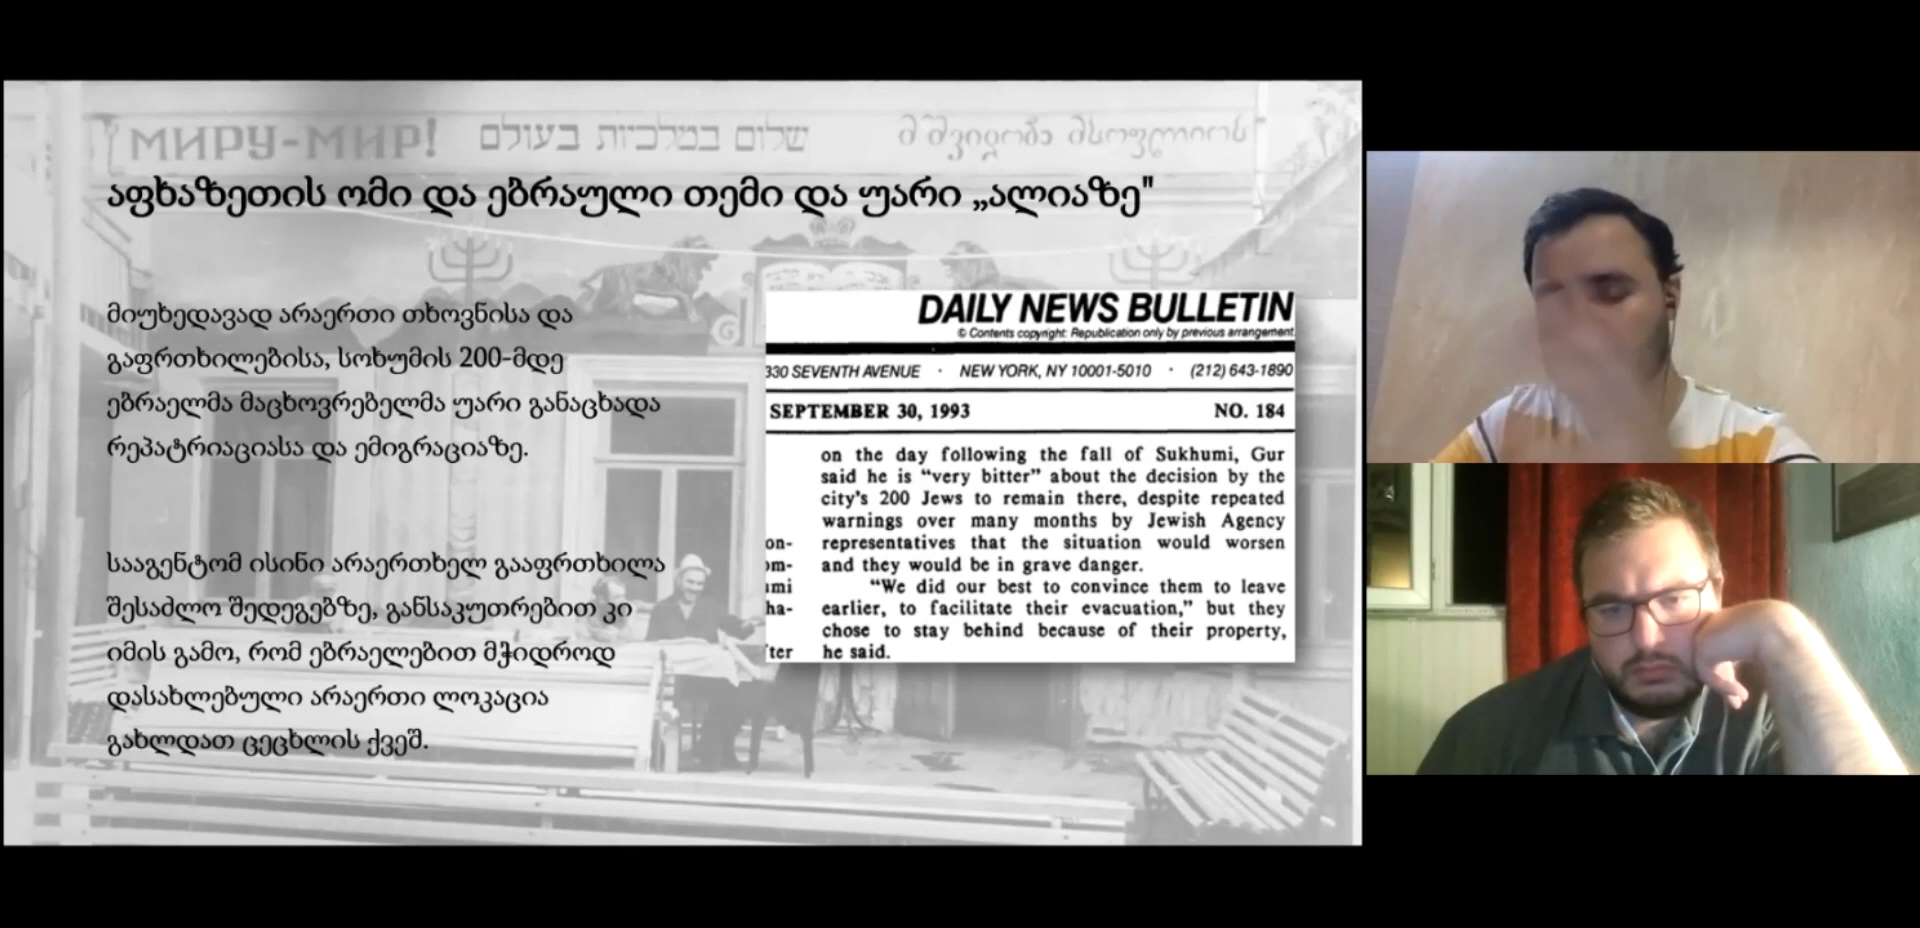 МИРУ-МИР! שלום במלכיות בעולם მშვიდობა მსოფლიოს
აფხაზეთის ომი და ებრაული თემი და უარი „ალიაზე"
მიუხედავად არაერთი თხოვნისა და
გაფრთხილებისა, სოხუმის 200-მდე
ებრაელმა მაცხოვრებელმა უარი განაცხადა
რეპატრიაციასა და ემიგრაციაზე.
სააგენტომ ისინი არაერთხელ გააფრთხილა
შესაძლო შედეგებზე, განსაკუთრებით კი
იმის გამო, რომ ებრაელებით მჭიდროდ
დასახლებული არაერთი ლოკაცია
გახლდათ ცეცხლის ქვეშ.
DAILY NEWS BULLETIN
© Contents copyright: Republication only by previous arrangement
330 SEVENTH AVENUE · NEW YORK, NY 10001-5010 · (212) 643-1890
SEPTEMBER 30, 1993 NO. 184
on the day following the fall of Sukhumi, Gur
said he is “very bitter” about the decision by the
city's 200 Jews to remain there, despite repeated
warnings over many months by Jewish Agency
on- representatives that the situation would worsen
om- and they would be in grave danger.
ımi “We did our best to convince them to leave
ha- earlier, to facilitate their evacuation,” but they
chose to stay behind because of their property,
'ter he said.